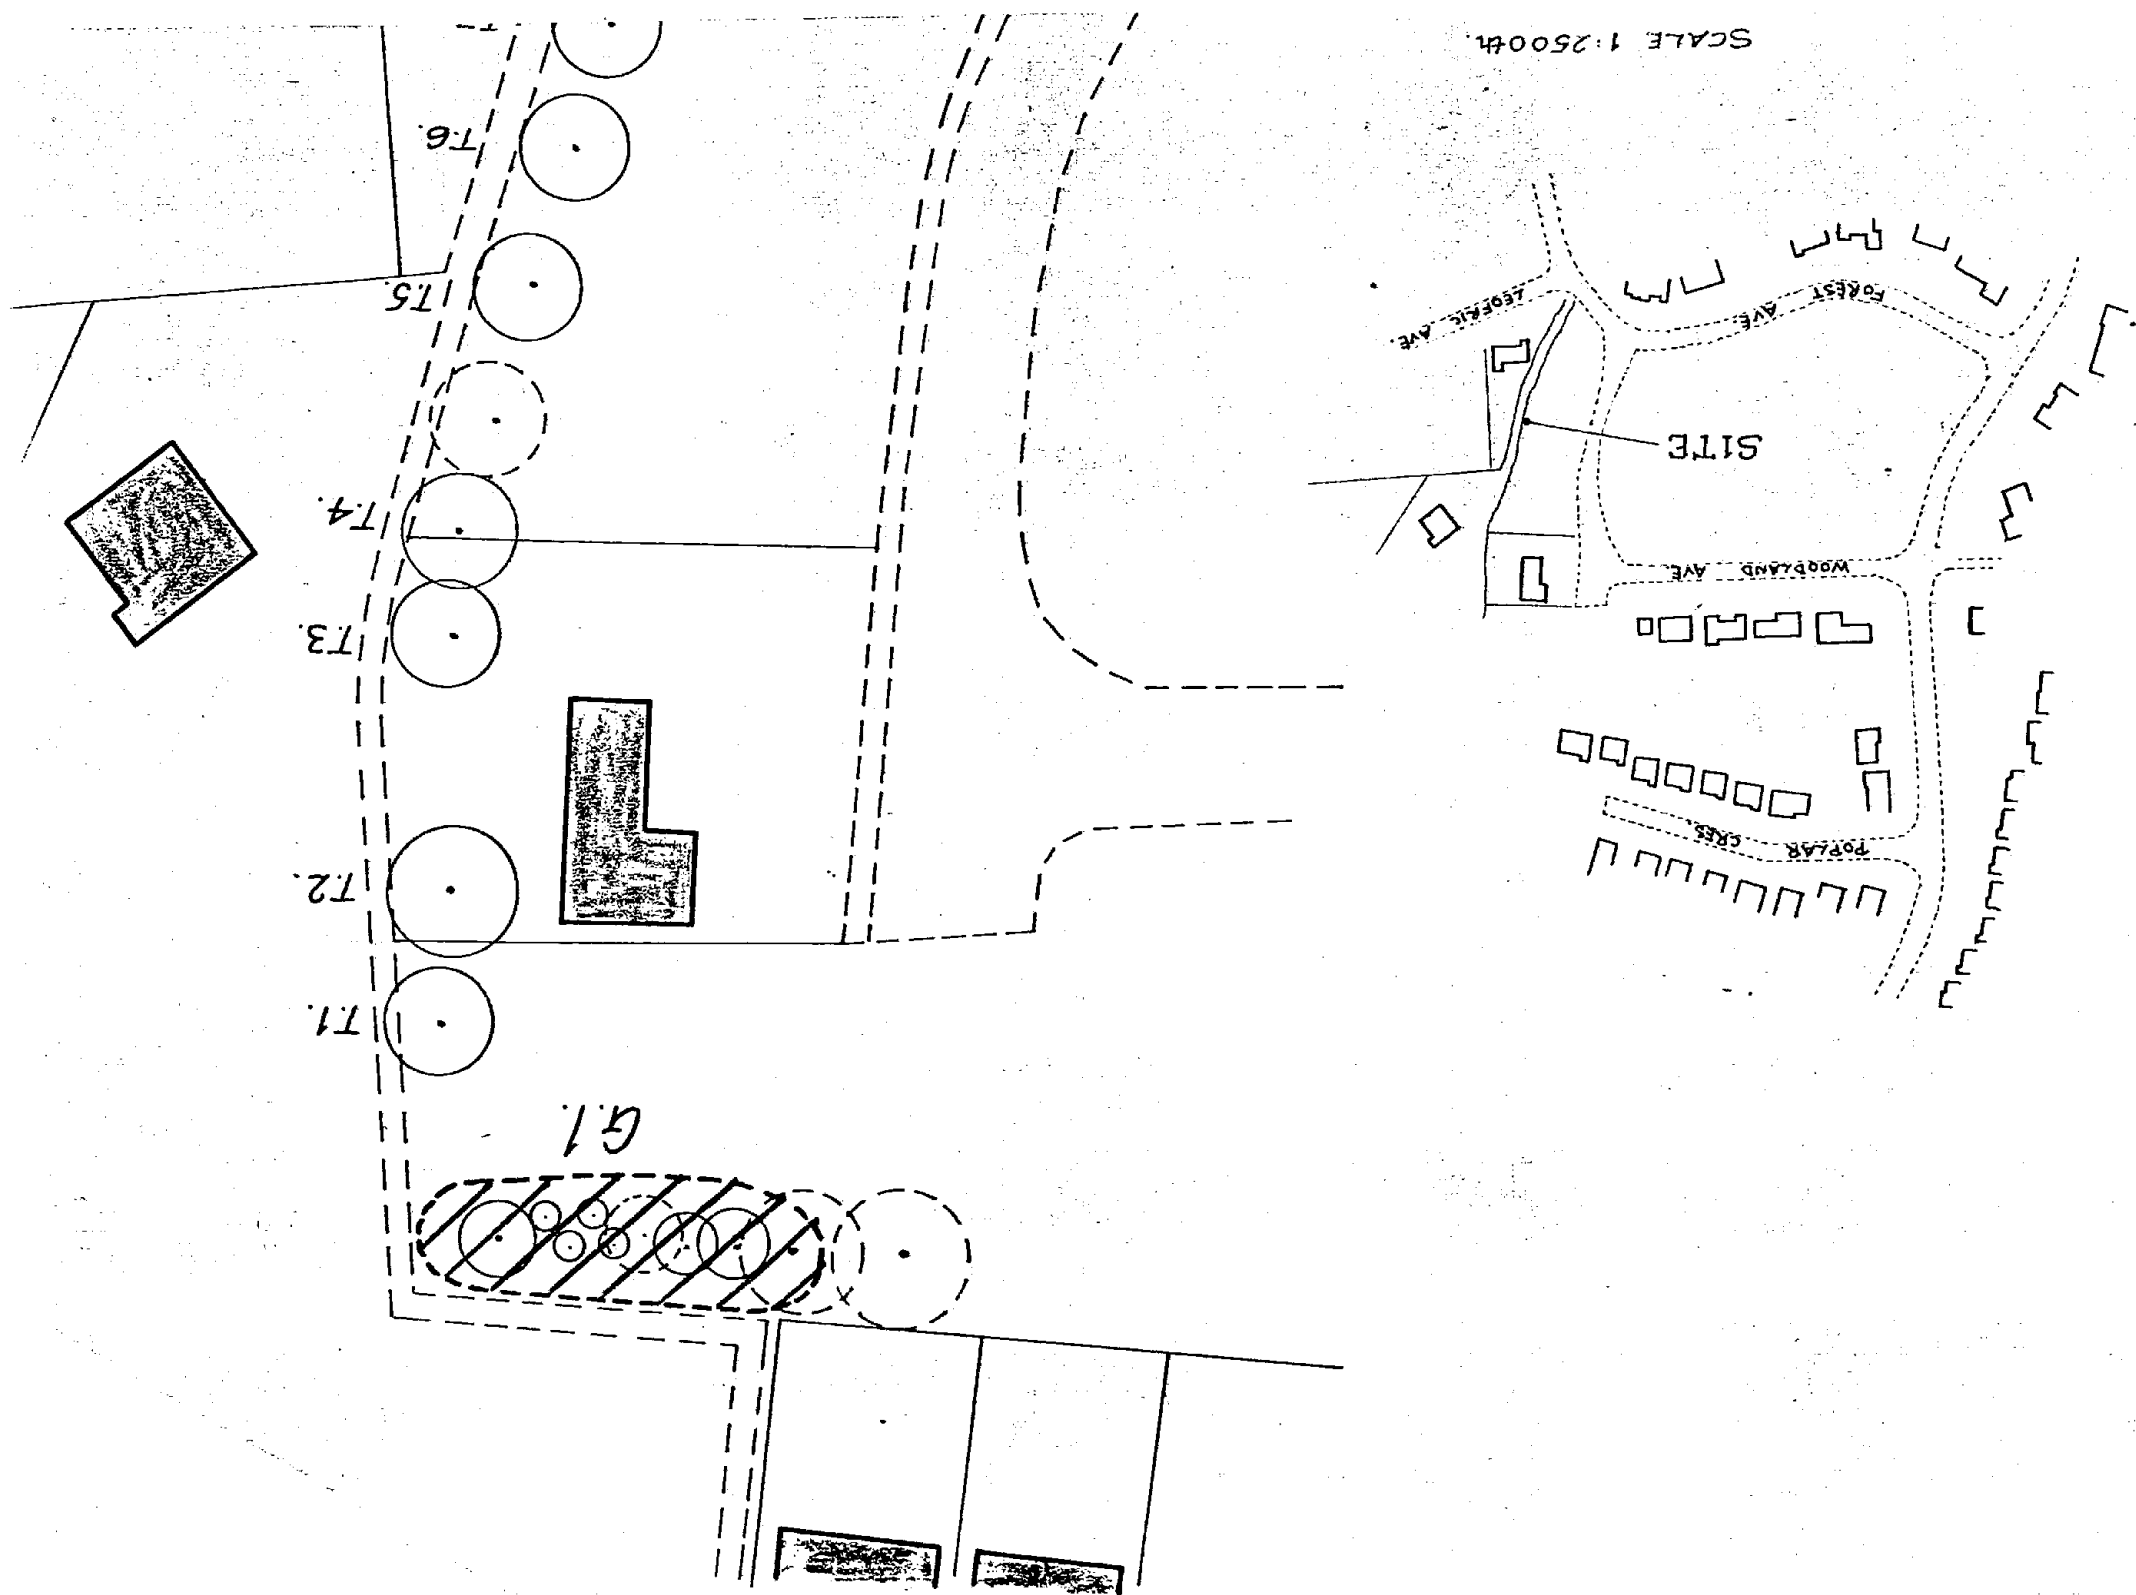 G.1.
T.1.
T.2.
T.3.
T.4.
T.5.
T.6.
POPLAR CRES.
WOODLAND AVE.
SITE
FOREST AVE.
LEOFRIC AVE.
SCALE 1:2500th.